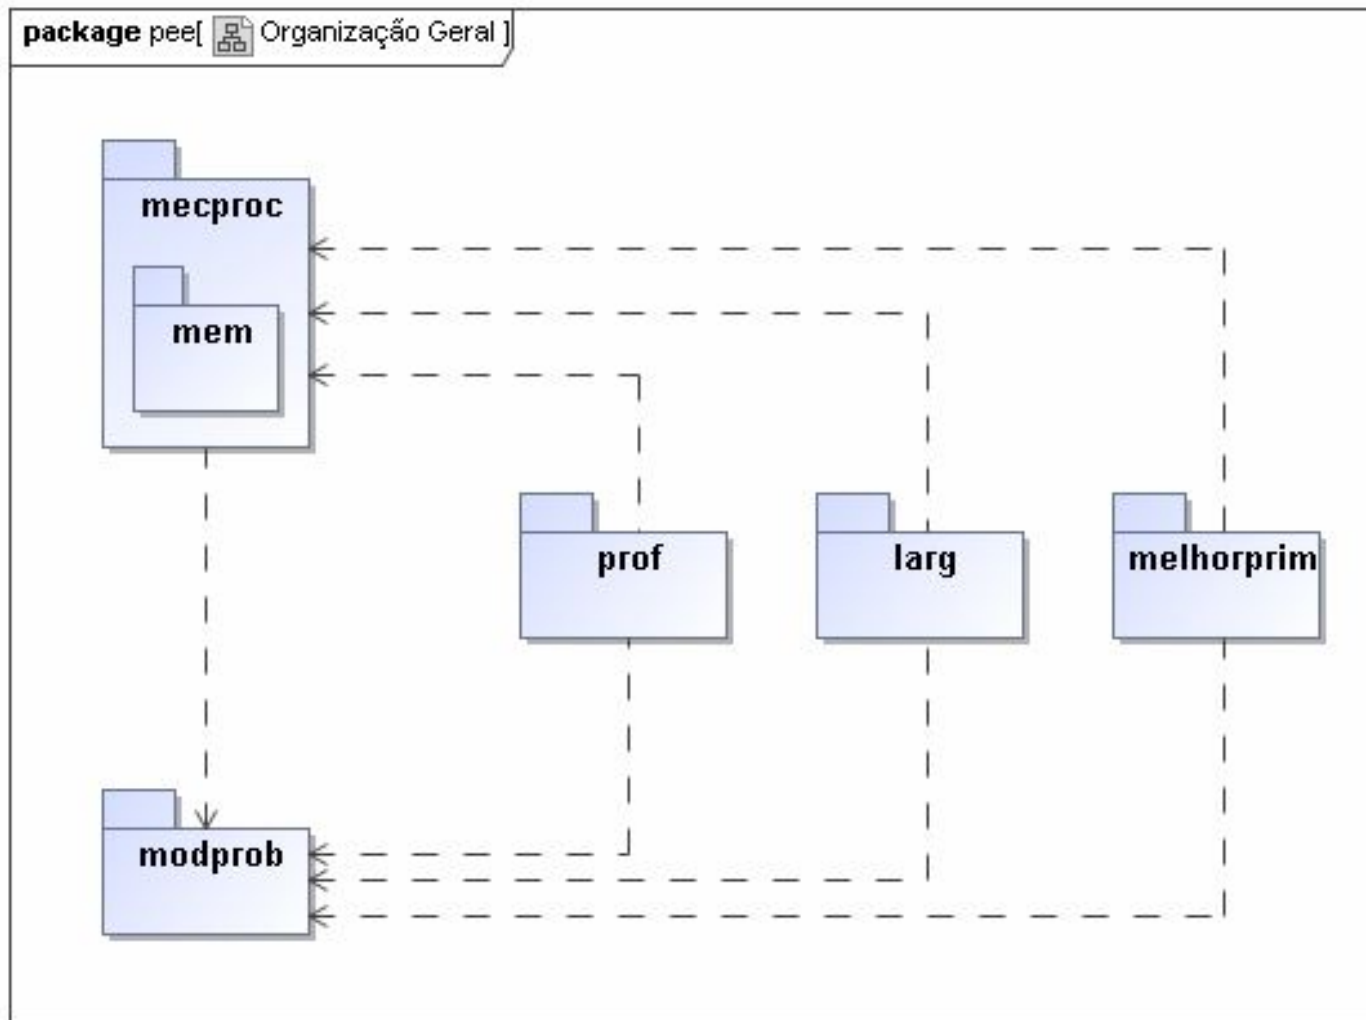 package pee[ Organização Geral ]
mecproc
mem
prof
larg
melhorprim
modprob